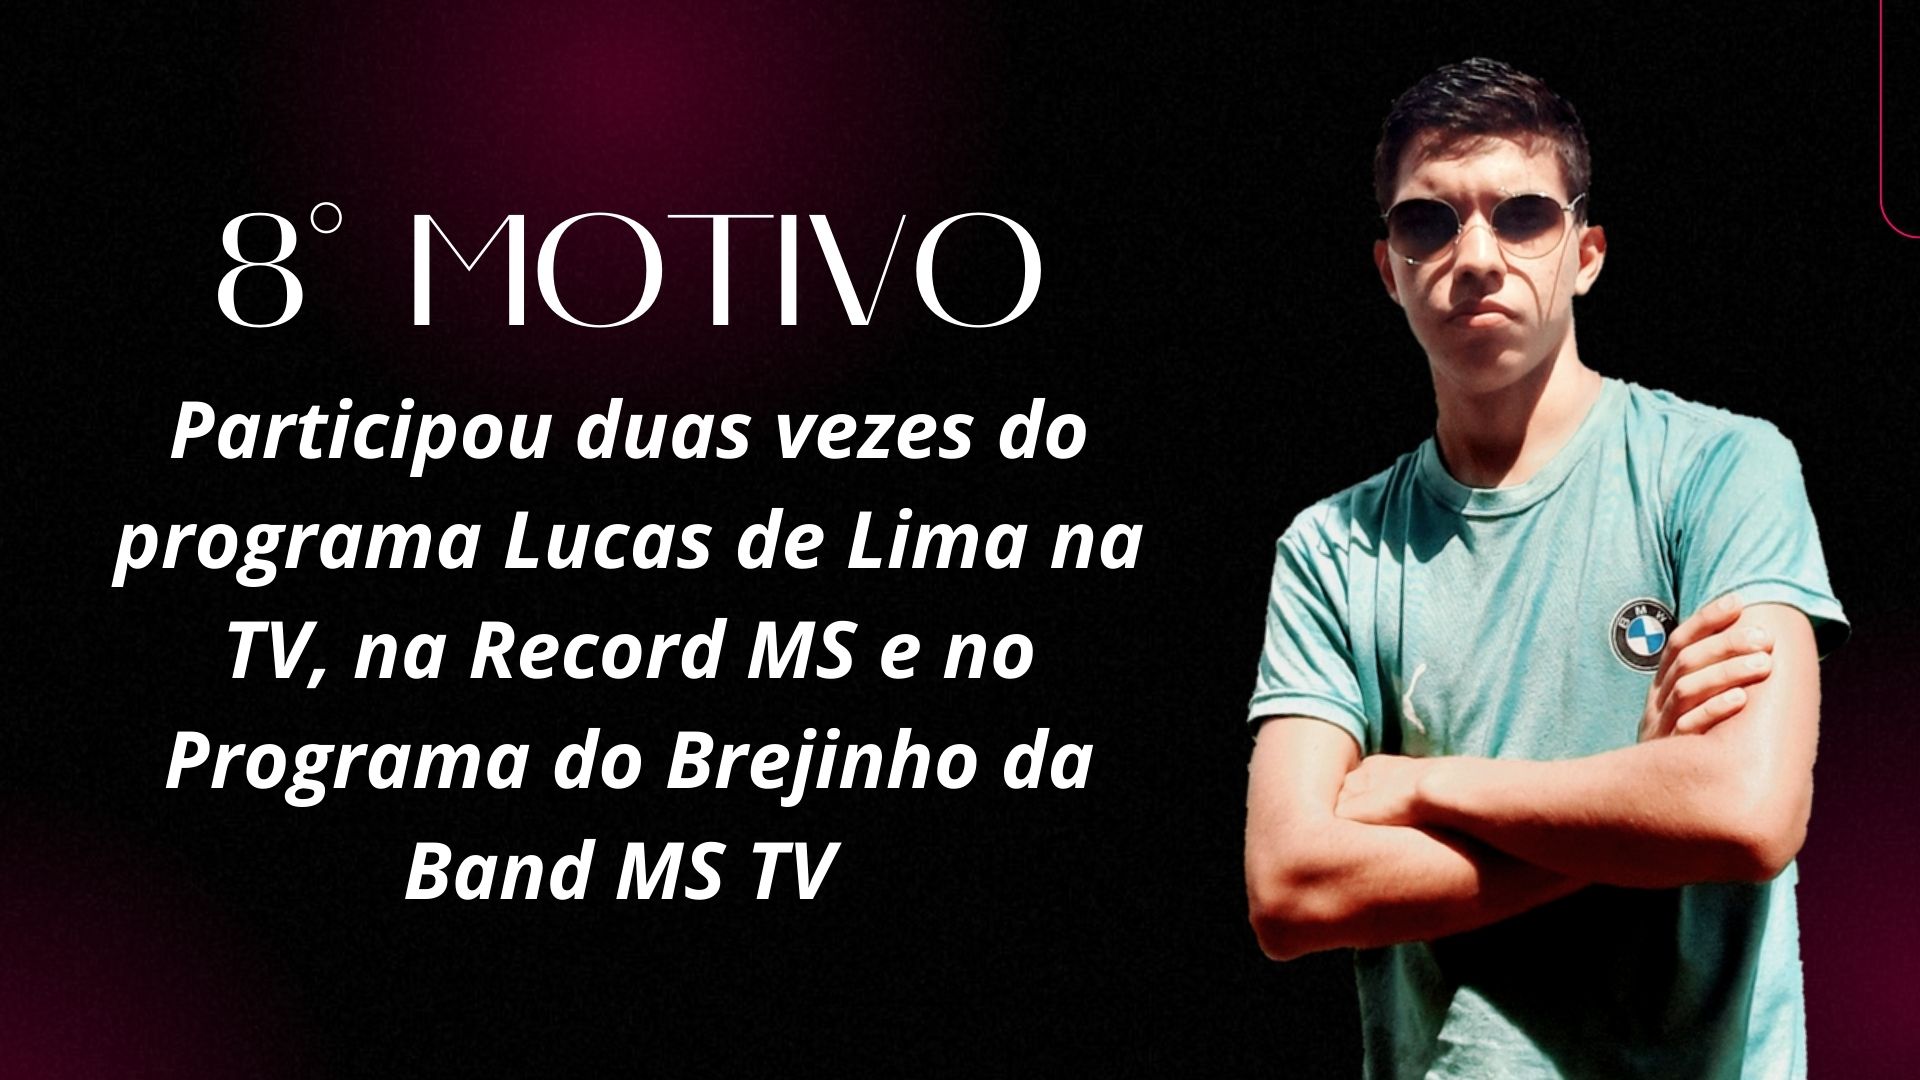 8° MOTIVO
Participou duas vezes do
programa Lucas de Lima na
TV, na Record MS e no
Programa do Brejinho da
Band MS TV
BMW